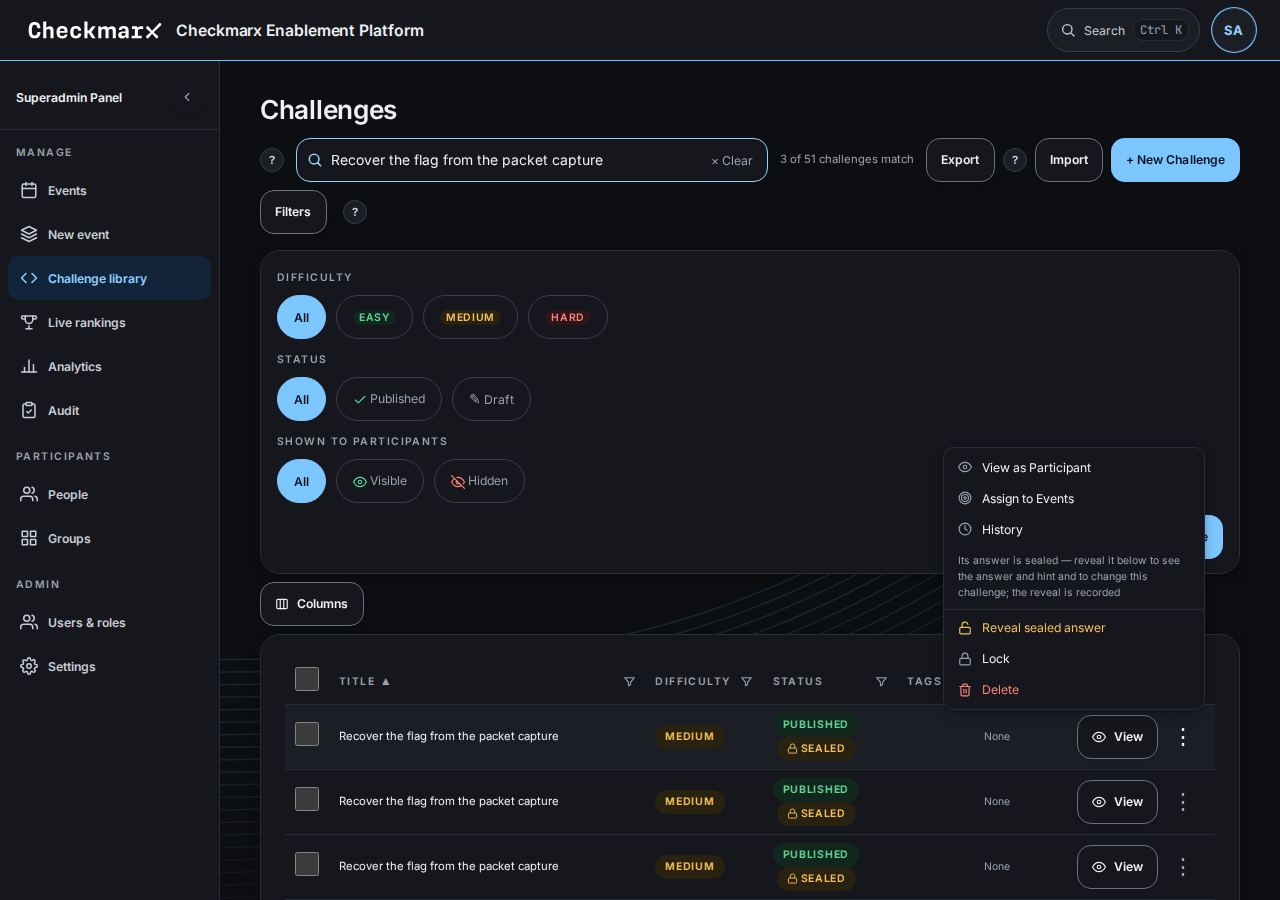 Checkmarx Checkmarx Enablement Platform Search Ctrl K SA
Superadmin Panel
MANAGE
Events
New event
Challenge library
Live rankings
Analytics
Audit
PARTICIPANTS
People
Groups
ADMIN
Users & roles
Settings
Challenges
? Recover the flag from the packet capture × Clear 3 of 51 challenges match Export ? Import + New Challenge
Filters ?
DIFFICULTY
All EASY MEDIUM HARD
STATUS
All Published Draft
SHOWN TO PARTICIPANTS
All Visible Hidden
View as Participant
Assign to Events
History
Its answer is sealed — reveal it below to see
the answer and hint and to change this
challenge; the reveal is recorded
Reveal sealed answer
Lock
Delete
Columns
TITLE ▲ DIFFICULTY STATUS TAGS
Recover the flag from the packet capture MEDIUM PUBLISHED SEALED None View
Recover the flag from the packet capture MEDIUM PUBLISHED SEALED None View
Recover the flag from the packet capture MEDIUM PUBLISHED SEALED None View